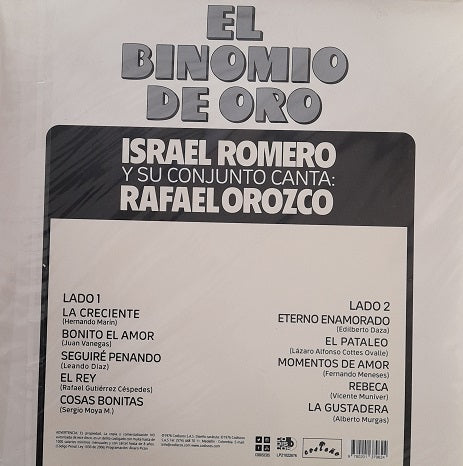 EL
BINOMIO
DE ORO
ISRAEL ROMERO
Y SU CONJUNTO CANTA:
RAFAEL OROZCO
LADO 1
LA CRECIENTE
(Hernando Marín)
BONITO EL AMOR
(Juan Vanegas)
SEGUIRÉ PENANDO
(Leandro Díaz)
EL REY
(Rafael Gutiérrez Céspedes)
COSAS BONITAS
(Sergio Moya M.)
LADO 2
ETERNO ENAMORADO
(Edilberto Daza)
EL PATALEO
(Lázaro Alfonso Cottes Ovalle)
MOMENTOS DE AMOR
(Fernando Meneses)
REBECA
(Vicente Muniver)
LA GUSTADERA
(Alberto Murgas)